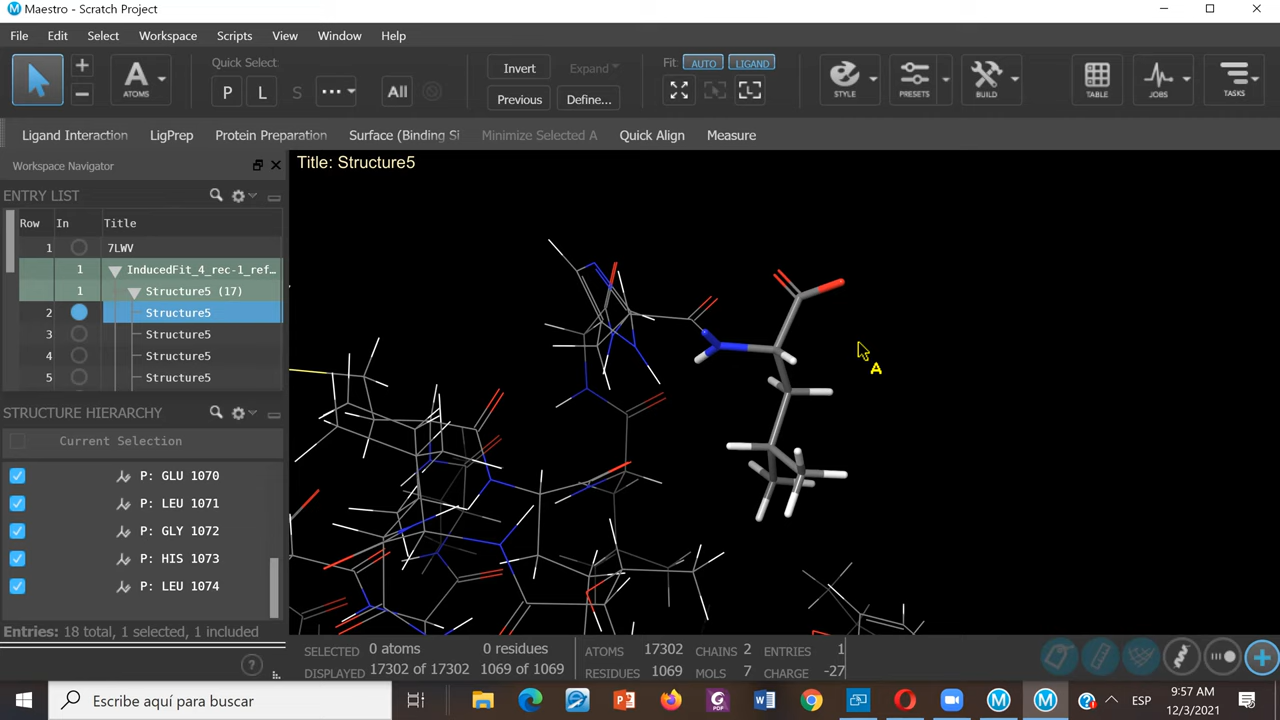 Maestro - Scratch Project
File Edit Select Workspace Scripts View Window Help
Quick Select
Invert
Expand
Fit: AUTO LIGAND
ATOMS
P L S ... All
Previous
Define...
STYLE
PRESETS
BUILD
TABLE
JOBS
TASKS
Ligand Interaction LigPrep Protein Preparation Surface (Binding Si Minimize Selected A Quick Align Measure
Workspace Navigator
Title: Structure5
ENTRY LIST
Row In Title
1 7LWV
1 InducedFit_4_rec-1_ref...
1 Structure5 (17)
2 Structure5
3 Structure5
4 Structure5
5 Structure5
STRUCTURE HIERARCHY
Current Selection
P: GLU 1070
P: LEU 1071
P: GLY 1072
P: HIS 1073
P: LEU 1074
A
Entries: 18 total, 1 selected, 1 included
SELECTED 0 atoms 0 residues ATOMS 17302 CHAINS 2 ENTRIES 1
DISPLAYED 17302 of 17302 1069 of 1069 RESIDUES 1069 MOLS 7 CHARGE -27
Escribe aquí para buscar
ESP
9:57 AM
12/3/2021